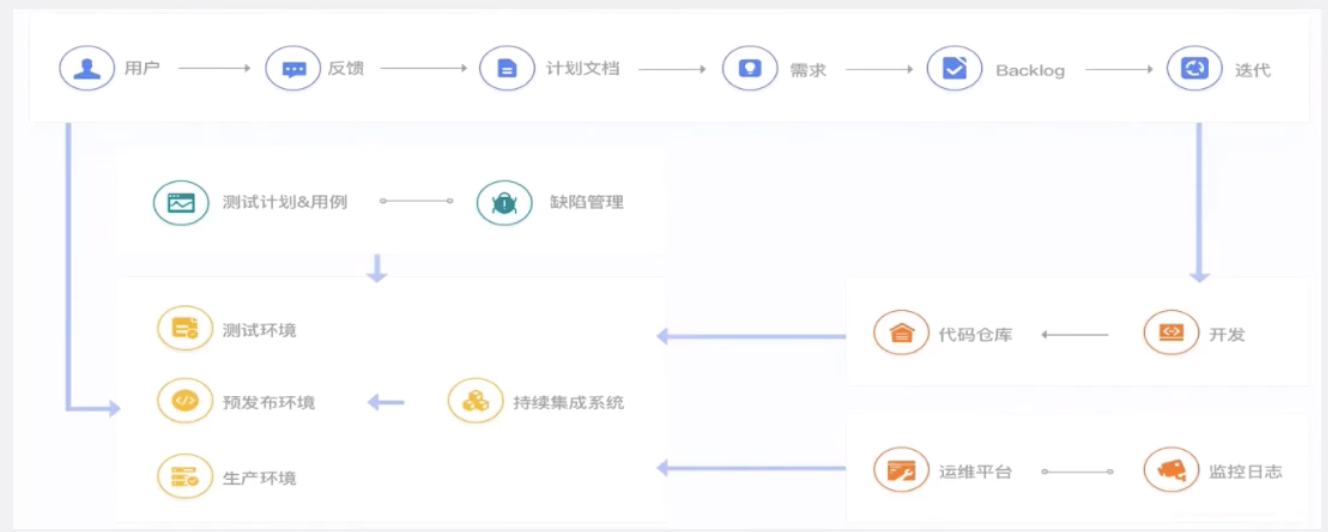 用户
反馈
计划文档
需求
Backlog
迭代
测试计划&用例
缺陷管理
测试环境
预发布环境
持续集成系统
生产环境
代码仓库
开发
运维平台
监控日志